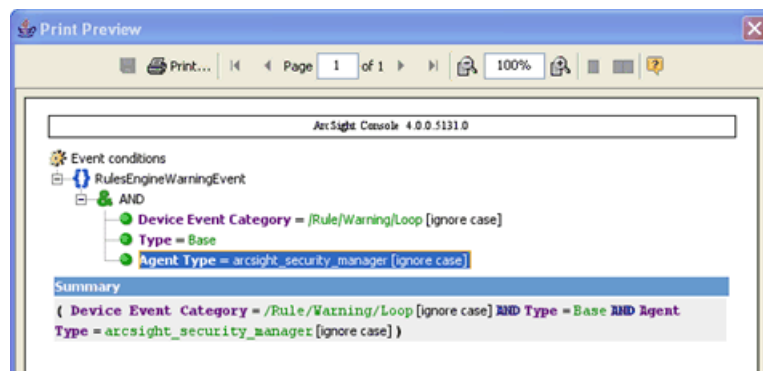 Print Preview
Print... Page 1 of 1 100% ?
ArcSight Console 4.0.0.5131.0
Event conditions
RulesEngineWarningEvent
& AND
Device Event Category = /Rule/Warning/Loop [ignore case]
Type = Base
Agent Type = arcsight_security_manager [ignore case]
Summary
( Device Event Category = /Rule/Warning/Loop [ignore case] AND Type = Base AND Agent
Type = arcsight_security_manager [ignore case] )